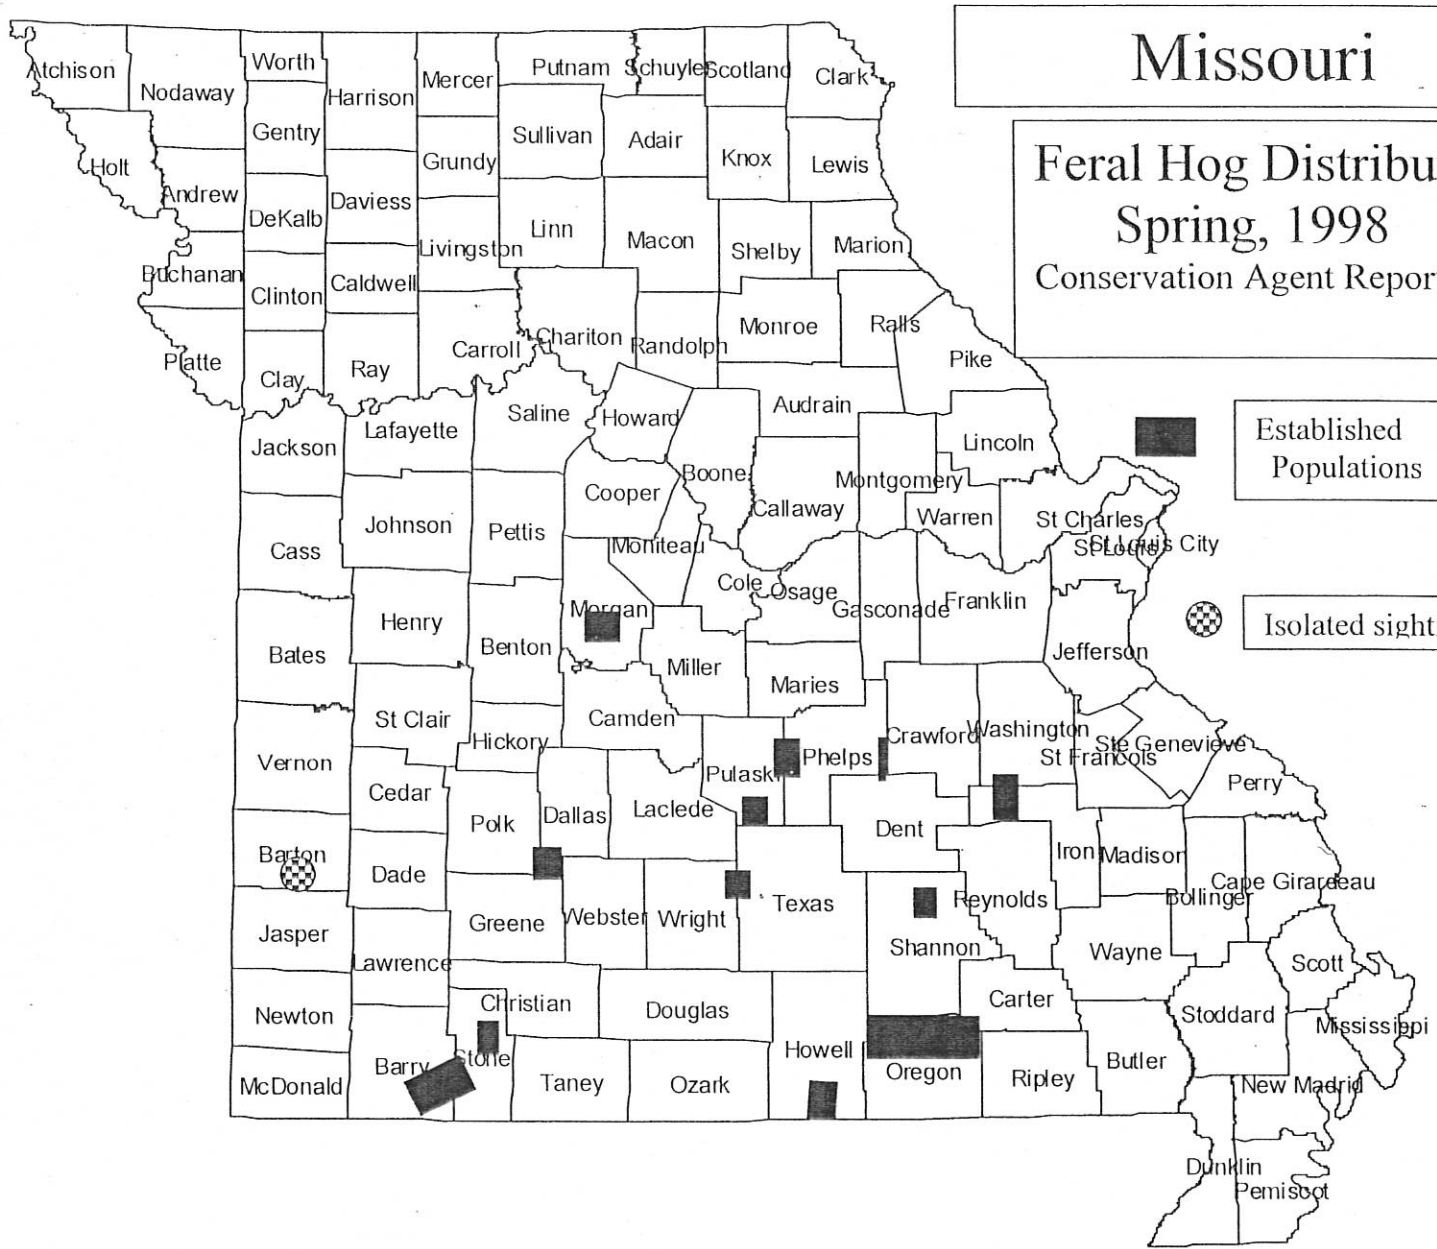 Missouri
Feral Hog Distribu
Spring, 1998
Conservation Agent Repor
Established
Populations
Isolated sight
Atchison
Nodaway
Worth
Harrison
Mercer
Putnam
Schuyle
Scotland
Clark
Gentry
Sullivan
Adair
Knox
Lewis
Holt
Andrew
DeKalb
Daviess
Grundy
Livingston
Linn
Macon
Shelby
Marion
Buchanan
Clinton
Caldwell
Carroll
Chariton
Randolph
Monroe
Ralls
Pike
Platte
Clay
Ray
Saline
Howard
Audrain
Lincoln
Jackson
Lafayette
Cooper
Boone
Callaway
Montgomery
Warren
St Charles
St Louis
St Louis City
Cass
Johnson
Pettis
Moniteau
Cole
Osage
Gasconade
Franklin
Jefferson
Bates
Henry
Benton
Morgan
Miller
Maries
Vernon
St Clair
Hickory
Camden
Pulaski
Phelps
Crawford
Washington
St Francois
Ste Genevieve
Perry
Barton
Cedar
Polk
Dallas
Laclede
Dent
Iron
Madison
Bollinger
Cape Girardeau
Dade
Jasper
Greene
Webster
Wright
Texas
Shannon
Reynolds
Wayne
Scott
Lawrence
Newton
Christian
Douglas
Howell
Carter
Stoddard
Mississippi
McDonald
Barry
Stone
Taney
Ozark
Oregon
Ripley
Butler
New Madrid
Dunklin
Pemiscot